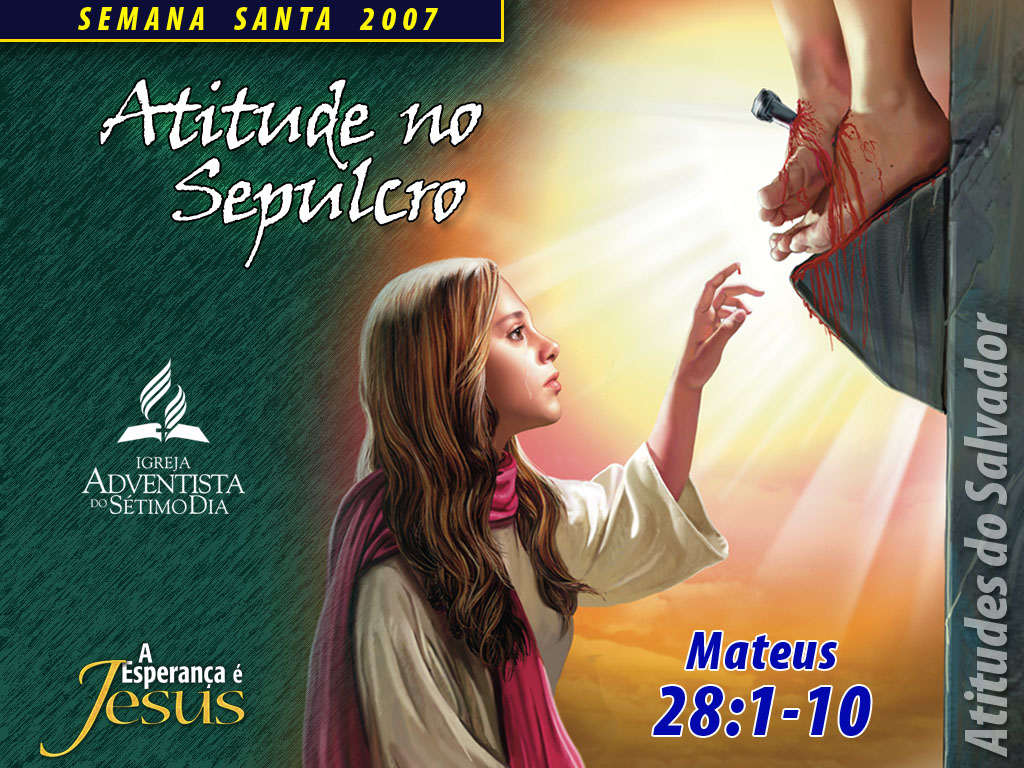 SEMANA SANTA 2007
Atitude no
Sepulcro
IGREJA
ADVENTISTA
DO SÉTIMO DIA
A
Esperança é
Jesus
Mateus
28:1-10
Atitudes do Salvador